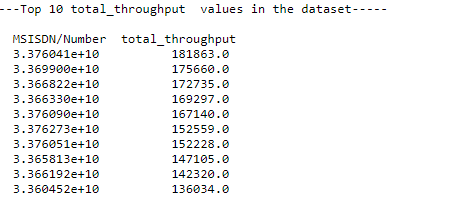 ---Top 10 total_throughput  values in the dataset-----
MSISDN/Number  total_throughput
3.376041e+10          181863.0
3.369900e+10          175660.0
3.366822e+10          172735.0
3.366330e+10          169297.0
3.376090e+10          167140.0
3.376273e+10          152559.0
3.376051e+10          152228.0
3.365813e+10          147105.0
3.366192e+10          142320.0
3.360452e+10          136034.0